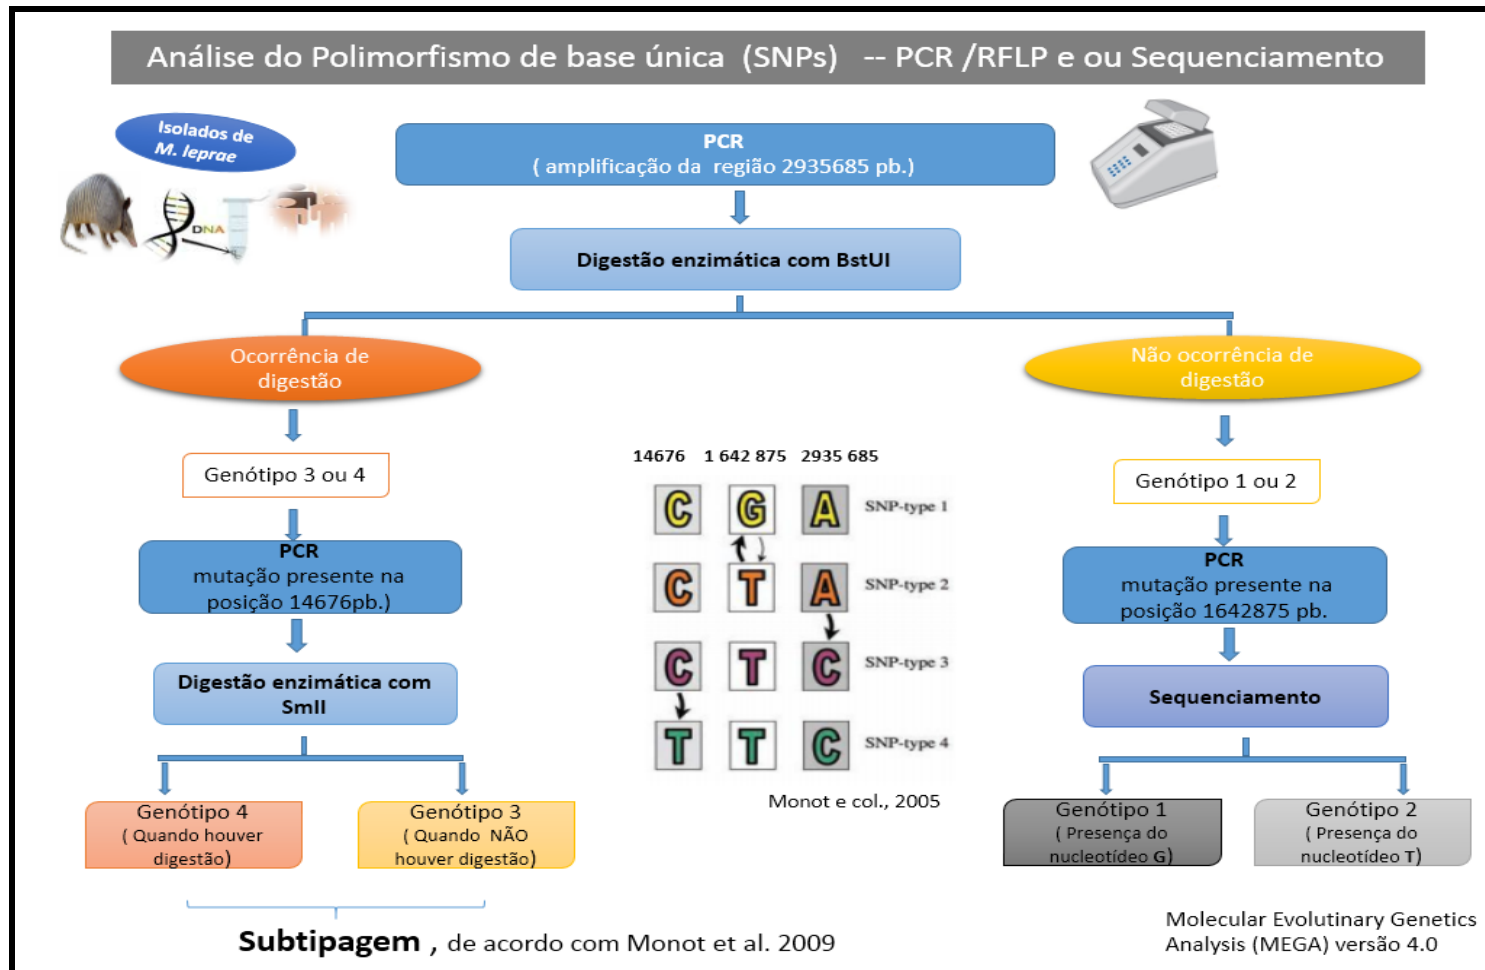 Análise do Polimorfismo de base única (SNPs) -- PCR /RFLP e ou Sequenciamento
Isolados de
M. leprae
DNA
PCR
( amplificação da região 2935685 pb.)
Digestão enzimática com BstUI
Ocorrência de
digestão
Não ocorrência de
digestão
Genótipo 3 ou 4
Genótipo 1 ou 2
PCR
mutação presente na
posição 14676pb.)
PCR
mutação presente na
posição 1642875 pb.
Digestão enzimática com
SmlI
Sequenciamento
14676 1 642 875 2935 685
C G A SNP-type 1
C T A SNP-type 2
C T C SNP-type 3
T T C SNP-type 4
Monot e col., 2005
Genótipo 4
( Quando houver
digestão)
Genótipo 3
( Quando NÃO
houver digestão)
Genótipo 1
( Presença do
nucleotídeo G)
Genótipo 2
( Presença do
nucleotídeo T)
Subtipagem , de acordo com Monot et al. 2009
Molecular Evolutinary Genetics
Analysis (MEGA) versão 4.0